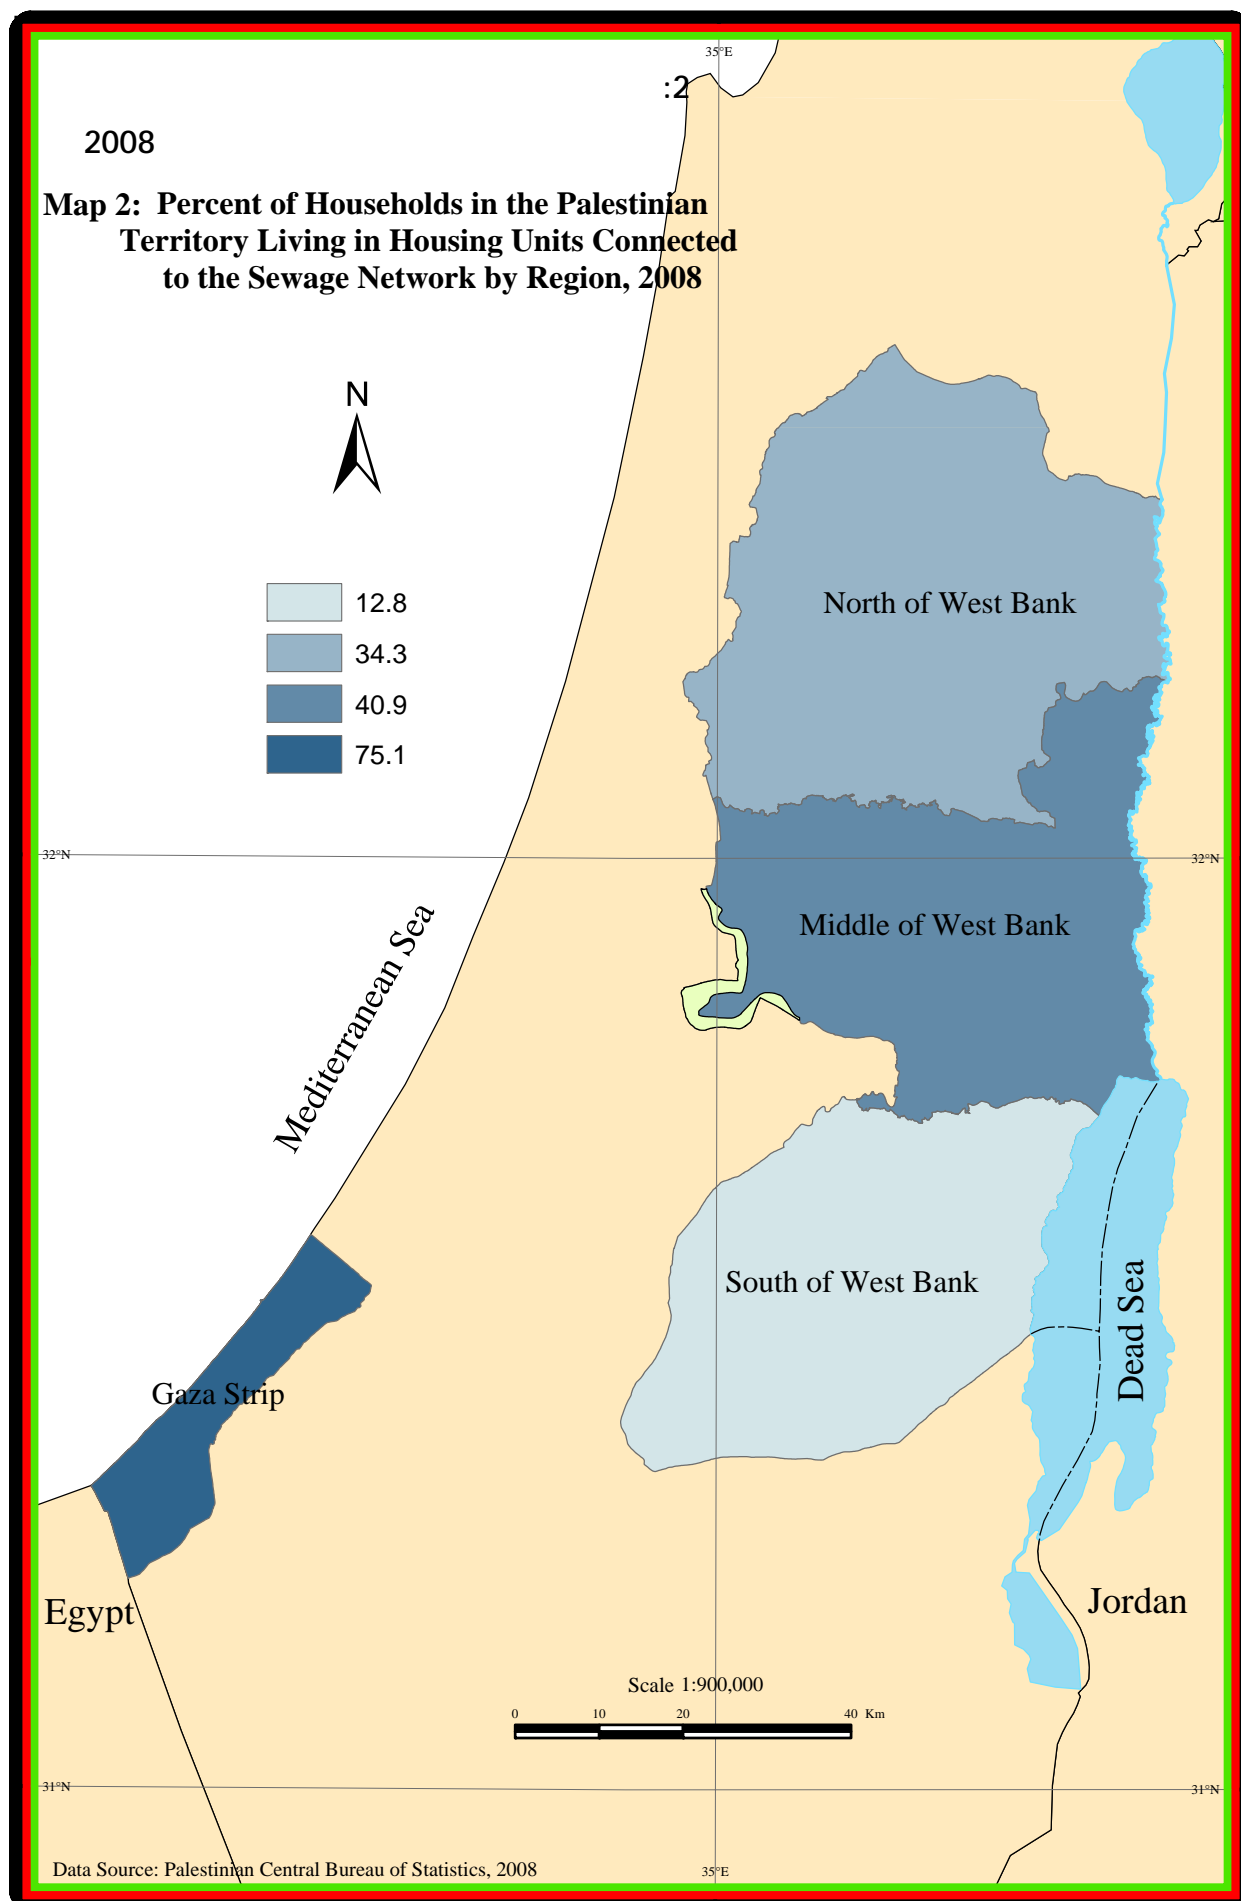 35°E
:2
2008
Map 2: Percent of Households in the Palestinian
Territory Living in Housing Units Connected
to the Sewage Network by Region, 2008
N
12.8
34.3
40.9
75.1
North of West Bank
32°N
32°N
Middle of West Bank
Mediterranean Sea
South of West Bank
Dead Sea
Gaza Strip
Egypt
Jordan
Scale 1:900,000
0 10 20 40 Km
31°N
31°N
Data Source: Palestinian Central Bureau of Statistics, 2008
35°E